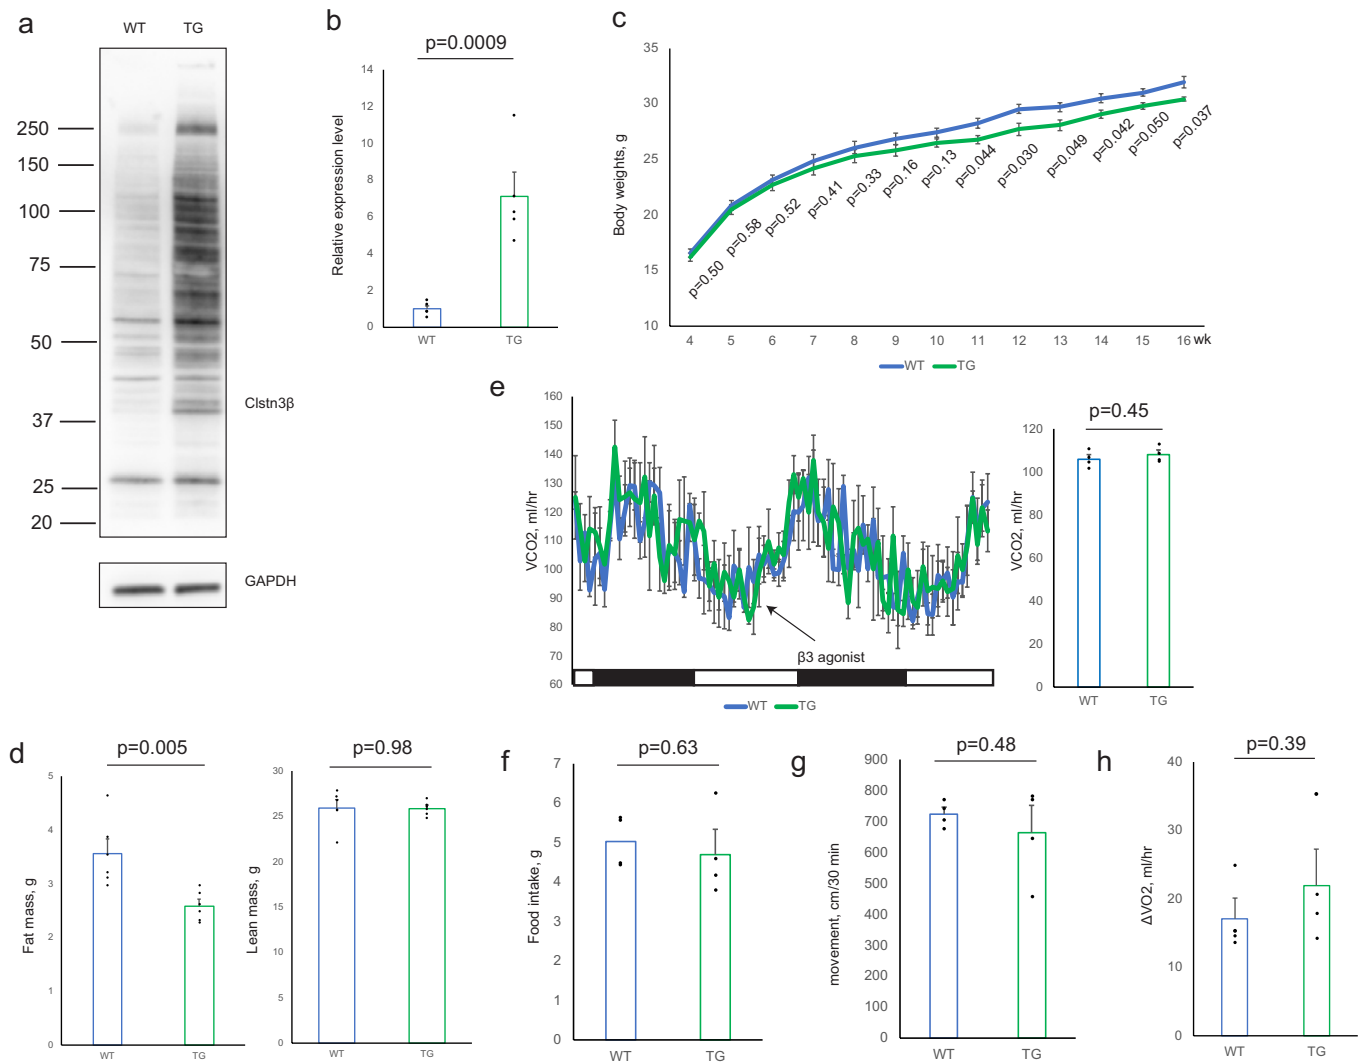 a
WT
TG
250
150
100
75
50
37
25
20
Clstn3β
GAPDH
b
p=0.0009
Relative expression level
14
12
10
8
6
4
2
0
WT
TG
c
Body weights, g
35
30
25
20
15
10
p=0.50
p=0.58
p=0.52
p=0.41
p=0.33
p=0.16
p=0.13
p=0.044
p=0.030
p=0.049
p=0.042
p=0.050
p=0.037
4 5 6 7 8 9 10 11 12 13 14 15 16 wk
WT TG
e
VCO2, ml/hr
160
150
140
130
120
110
100
90
80
70
60
β3 agonist
WT TG
p=0.45
VCO2, ml/hr
120
100
80
60
40
20
0
WT
TG
d
p=0.005
Fat mass, g
5
4
3
2
1
0
WT
TG
p=0.98
Lean mass, g
30
25
20
15
10
5
0
WT
TG
f
p=0.63
Food intake, g
7
6
5
4
3
2
1
0
WT
TG
g
p=0.48
movement, cm/30 min
900
800
700
600
500
400
300
200
100
0
WT
TG
h
p=0.39
ΔVO2, ml/hr
40
30
20
10
0
WT
TG